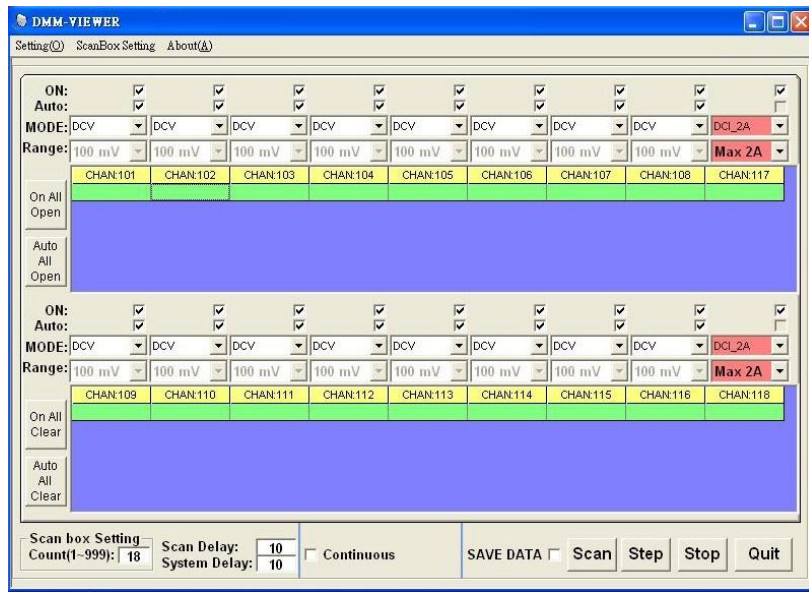 DMM-VIEWER
Setting(O) ScanBox Setting About(A)
ON:
Auto:
MODE: DCV DCV DCV DCV DCV DCV DCV DCV DCI_2A
Range: 100 mV 100 mV 100 mV 100 mV 100 mV 100 mV 100 mV 100 mV Max 2A
CHAN:101 CHAN:102 CHAN:103 CHAN:104 CHAN:105 CHAN:106 CHAN:107 CHAN:108 CHAN:117
On All
Open
Auto
All
Open
ON:
Auto:
MODE: DCV DCV DCV DCV DCV DCV DCV DCV DCI_2A
Range: 100 mV 100 mV 100 mV 100 mV 100 mV 100 mV 100 mV 100 mV Max 2A
CHAN:109 CHAN:110 CHAN:111 CHAN:112 CHAN:113 CHAN:114 CHAN:115 CHAN:116 CHAN:118
On All
Clear
Auto
All
Clear
Scan box Setting
Count(1~999): 18
Scan Delay: 10
System Delay: 10
Continuous
SAVE DATA
Scan Step Stop Quit